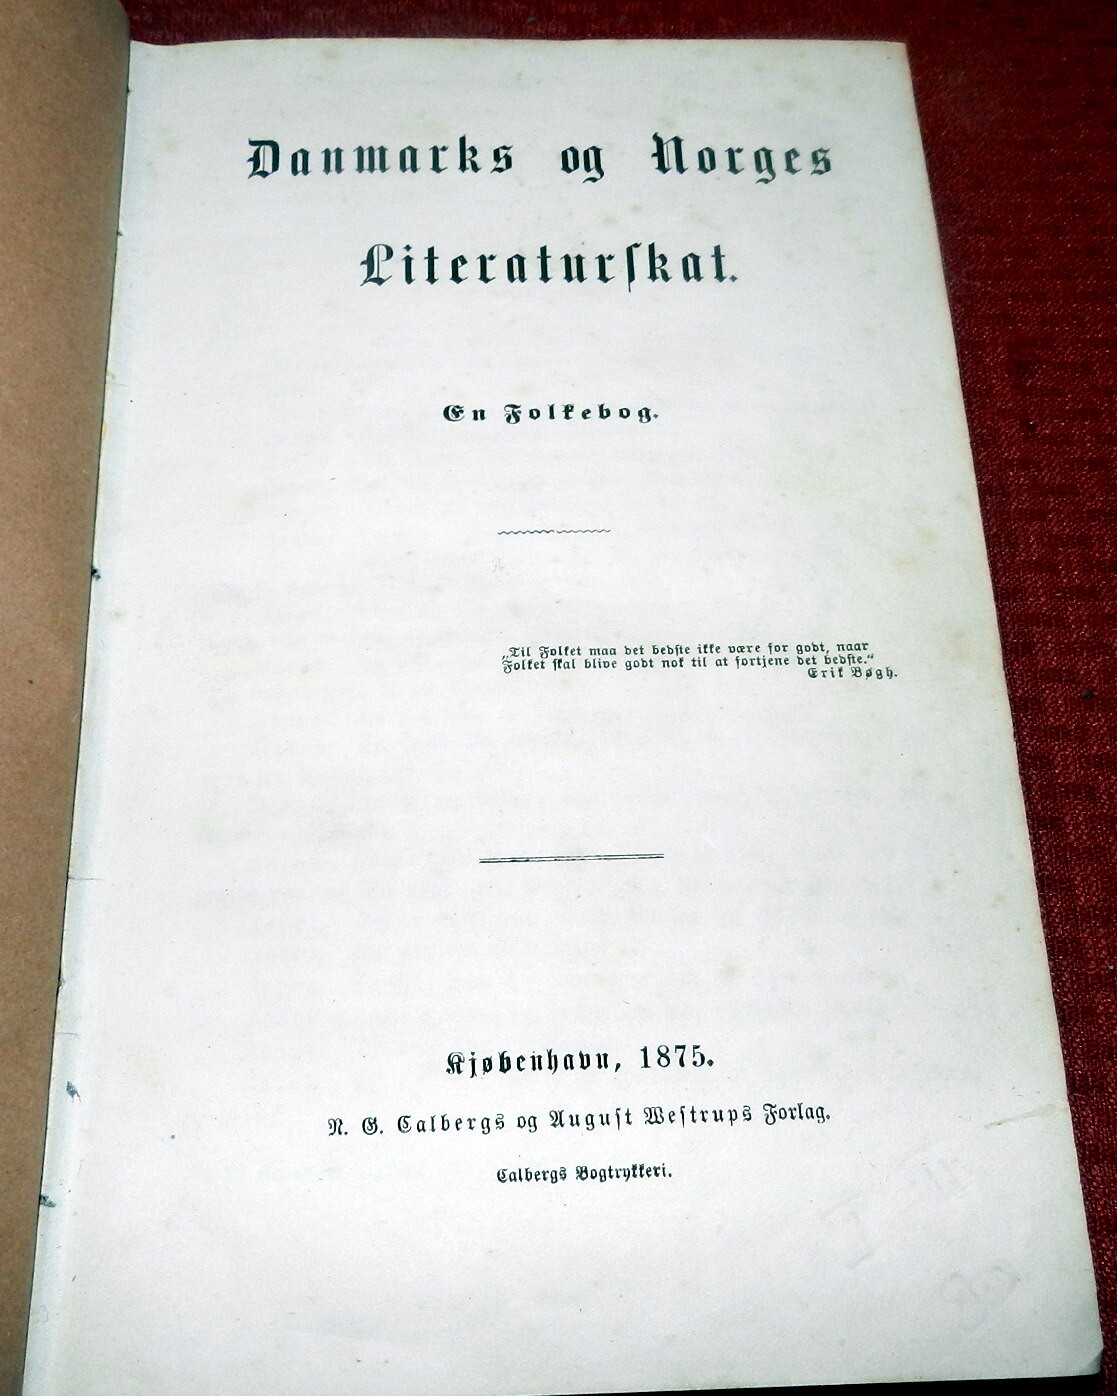 Danmarks og Norges
Literaturſkat.
En Folkebog.
„Til Folket maa det bedſte ikke være for godt, naar
Folket ſkal blive godt nok til at fortjene det bedſte.“
Erik Bøgh.
Kjøbenhavn, 1875.
N. G. Calbergs og Auguſt Weſtrups Forlag.
Calbergs Bogtrykkeri.